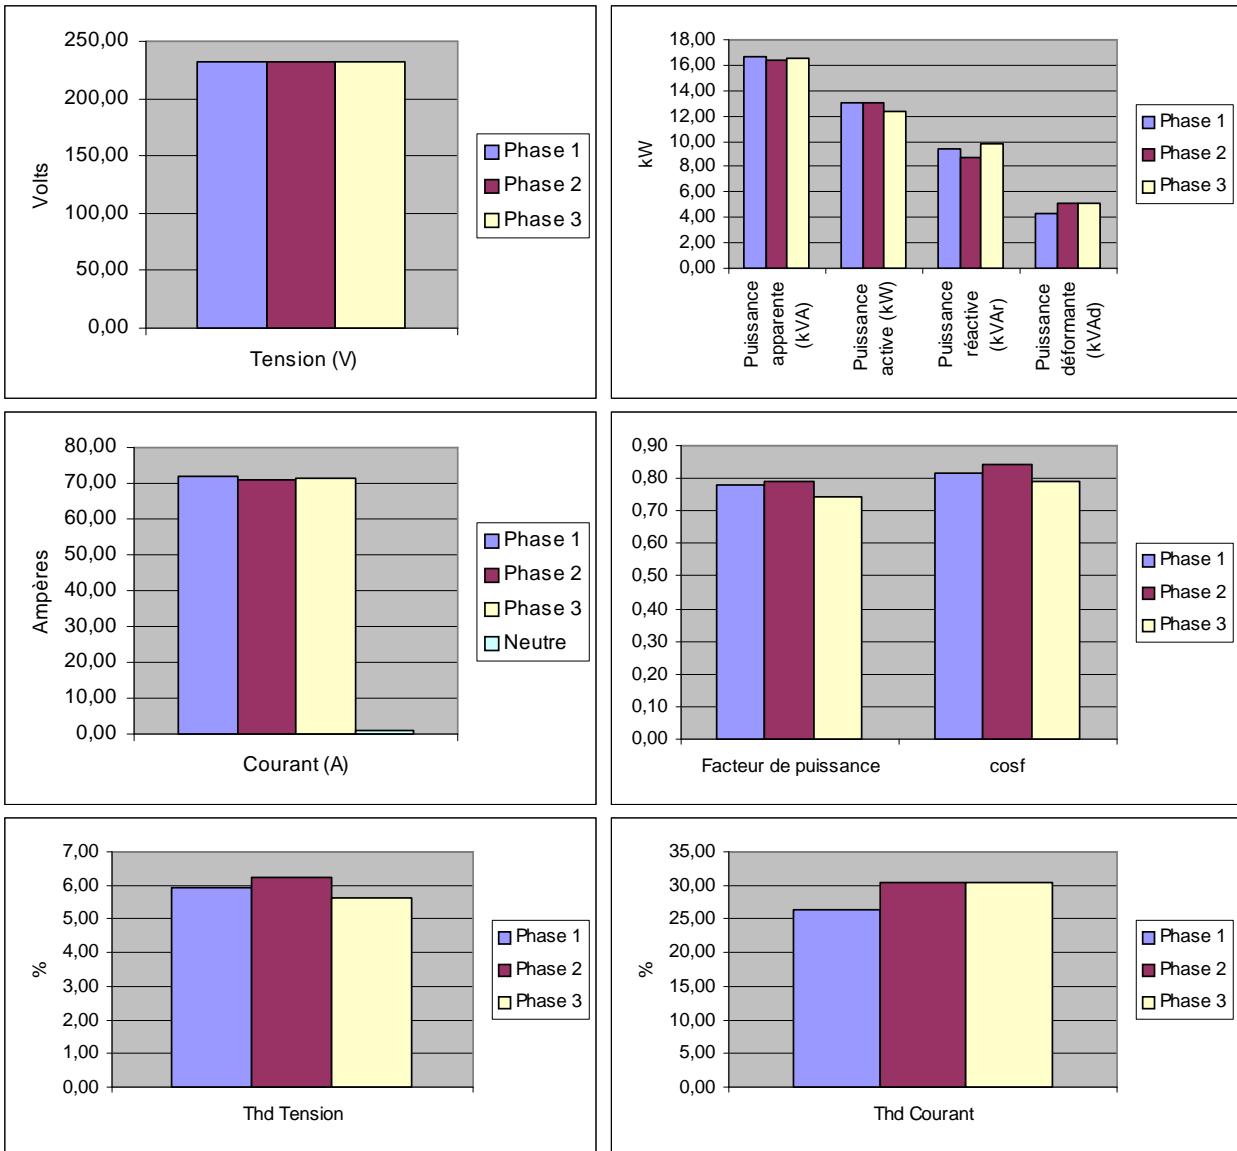 250,00
200,00
150,00
100,00
50,00
0,00
Volts
Tension (V)
Phase 1
Phase 2
Phase 3
18,00
16,00
14,00
12,00
10,00
8,00
6,00
4,00
2,00
0,00
kW
Puissance
apparente
(kVA)
Puissance
active (kW)
Puissance
réactive
(kVAr)
Puissance
déformante
(kVAd)
Phase 1
Phase 2
Phase 3
80,00
70,00
60,00
50,00
40,00
30,00
20,00
10,00
0,00
Ampères
Courant (A)
Phase 1
Phase 2
Phase 3
Neutre
0,90
0,80
0,70
0,60
0,50
0,40
0,30
0,20
0,10
0,00
Facteur de puissance
cosf
Phase 1
Phase 2
Phase 3
7,00
6,00
5,00
4,00
3,00
2,00
1,00
0,00
%
Thd Tension
Phase 1
Phase 2
Phase 3
35,00
30,00
25,00
20,00
15,00
10,00
5,00
0,00
%
Thd Courant
Phase 1
Phase 2
Phase 3